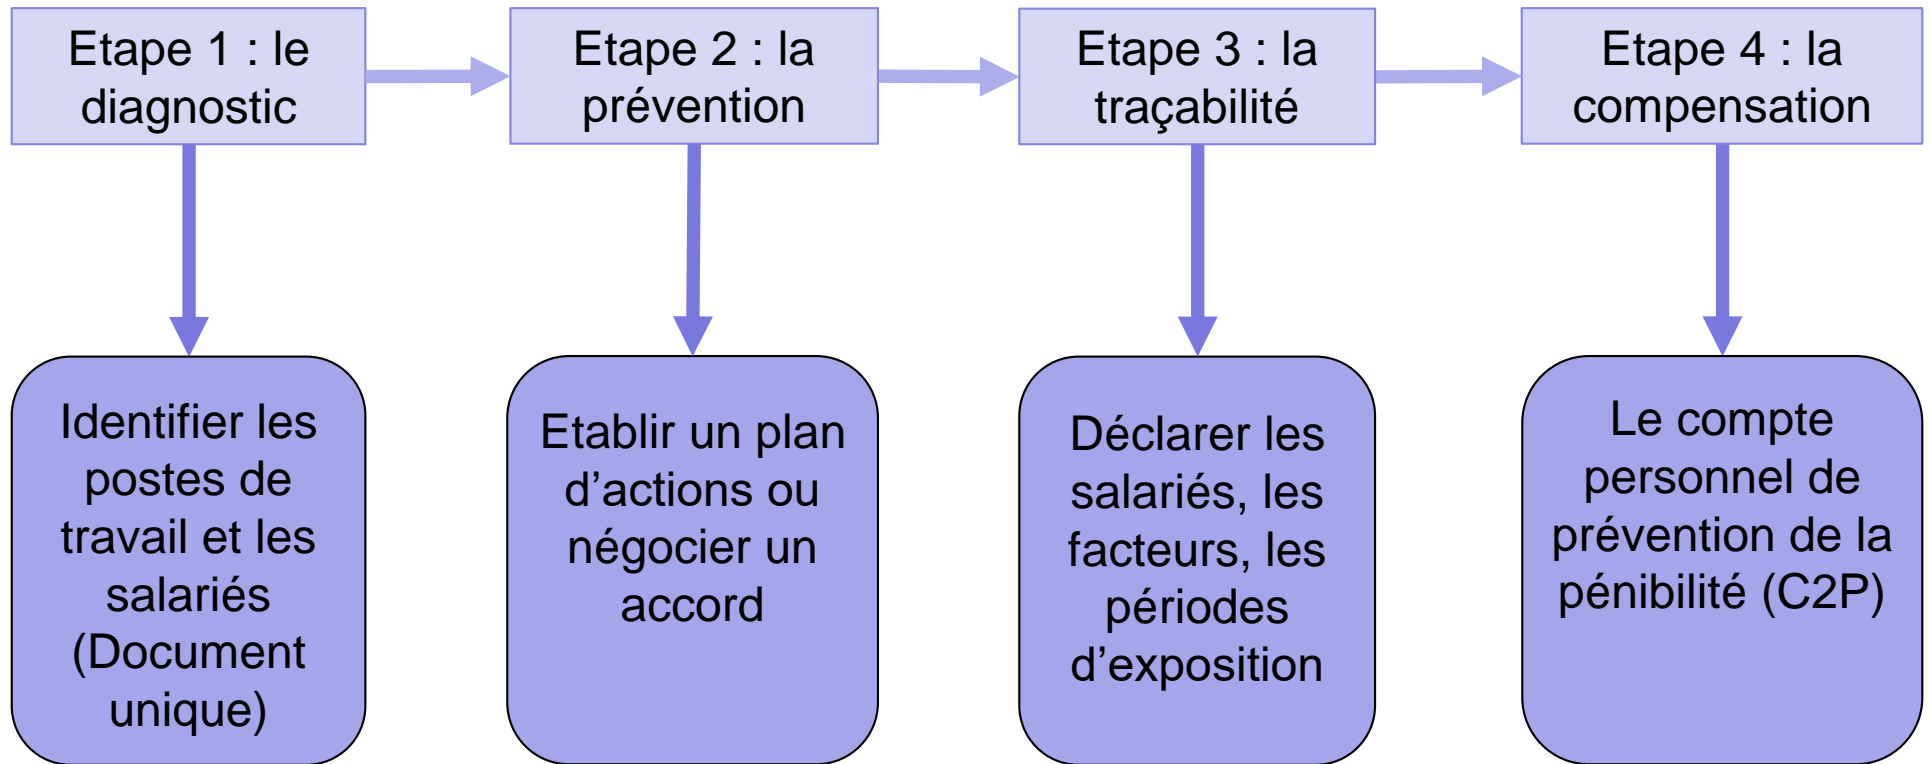 Etape 1 : le
diagnostic
Etape 2 : la
prévention
Etape 3 : la
traçabilité
Etape 4 : la
compensation
Identifier les
postes de
travail et les
salariés
(Document
unique)
Etablir un plan
d’actions ou
négocier un
accord
Déclarer les
salariés, les
facteurs, les
périodes
d’exposition
Le compte
personnel de
prévention de la
pénibilité (C2P)